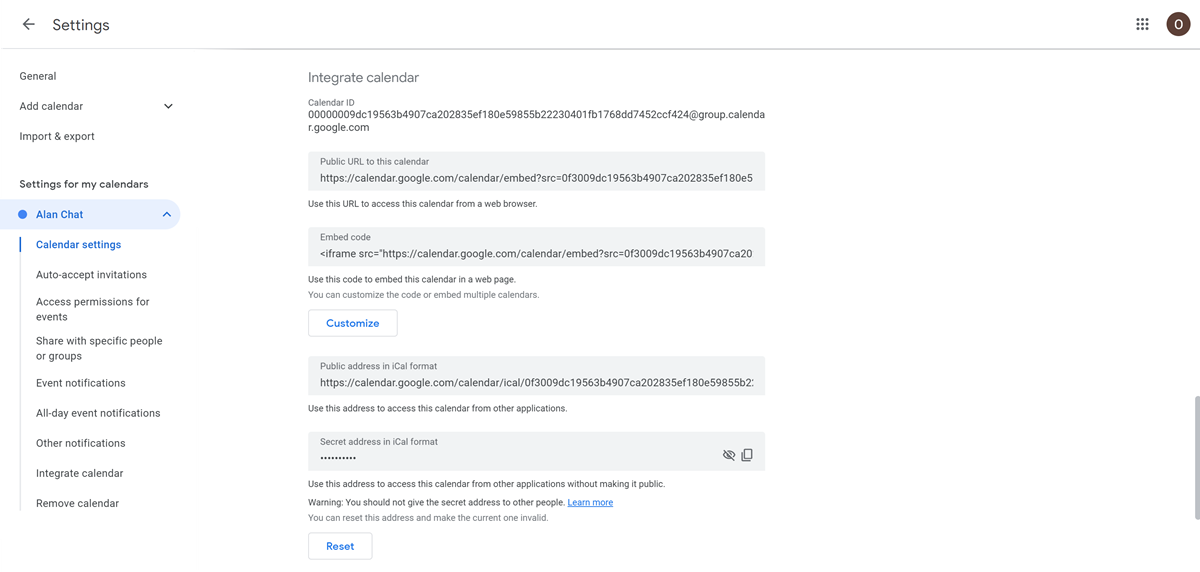 Settings
O
General
Add calendar
Import & export
Settings for my calendars
Alan Chat
Calendar settings
Auto-accept invitations
Access permissions for
events
Share with specific people
or groups
Event notifications
All-day event notifications
Other notifications
Integrate calendar
Remove calendar
Integrate calendar
Calendar ID
00000009dc19563b4907ca202835ef180e59855b22230401fb1768dd7452ccf424@group.calenda
r.google.com
Public URL to this calendar
https://calendar.google.com/calendar/embed?src=0f3009dc19563b4907ca202835ef180e5
Use this URL to access this calendar from a web browser.
Embed code
<iframe src="https://calendar.google.com/calendar/embed?src=0f3009dc19563b4907ca20
Use this code to embed this calendar in a web page.
You can customize the code or embed multiple calendars.
Customize
Public address in iCal format
https://calendar.google.com/calendar/ical/0f3009dc19563b4907ca202835ef180e59855b2
Use this address to access this calendar from other applications.
Secret address in iCal format
••••••••••
Use this address to access this calendar from other applications without making it public.
Warning: You should not give the secret address to other people. Learn more
You can reset this address and make the current one invalid.
Reset